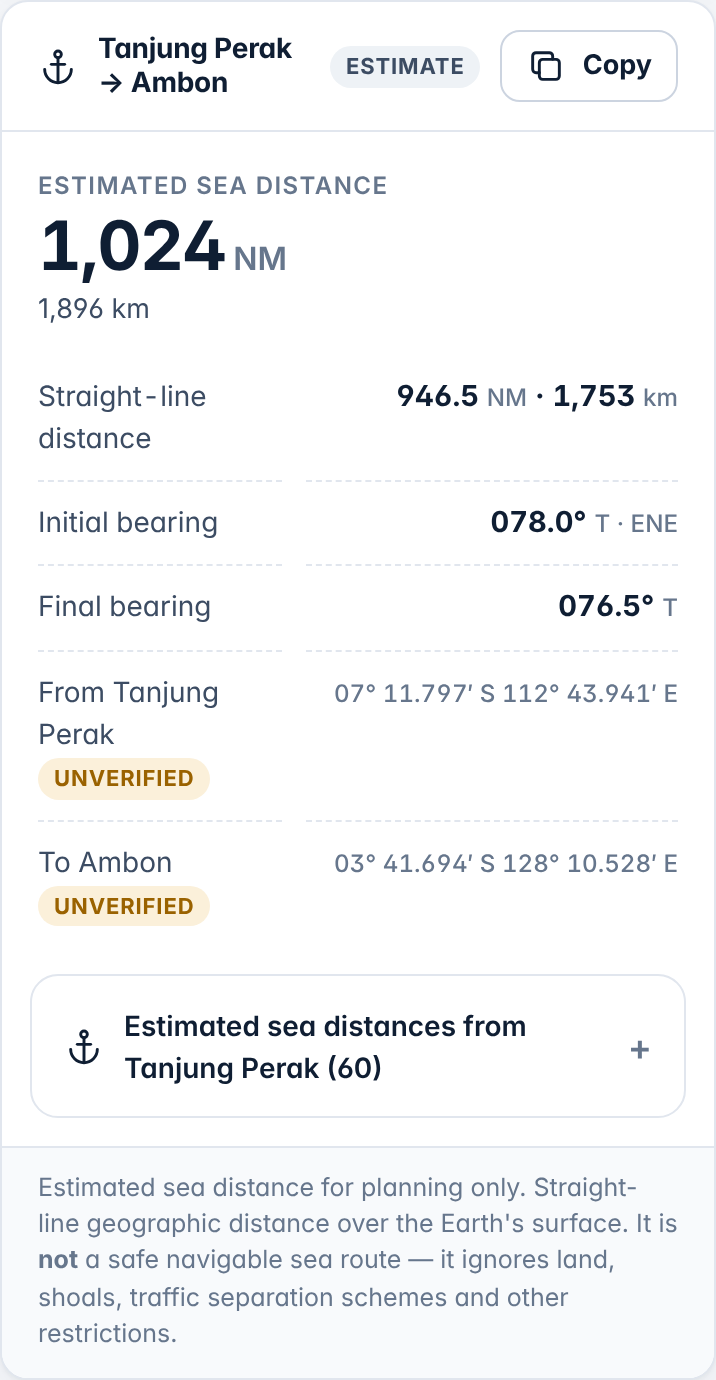 Tanjung Perak
→ Ambon
ESTIMATE
Copy
ESTIMATED SEA DISTANCE
1,024 NM
1,896 km
Straight-line
distance
946.5 NM · 1,753 km
Initial bearing
078.0° T · ENE
Final bearing
076.5° T
From Tanjung
Perak
UNVERIFIED
07° 11.797′ S 112° 43.941′ E
To Ambon
UNVERIFIED
03° 41.694′ S 128° 10.528′ E
Estimated sea distances from
Tanjung Perak (60)
+
Estimated sea distance for planning only. Straight-
line geographic distance over the Earth's surface. It is
not a safe navigable sea route — it ignores land,
shoals, traffic separation schemes and other
restrictions.